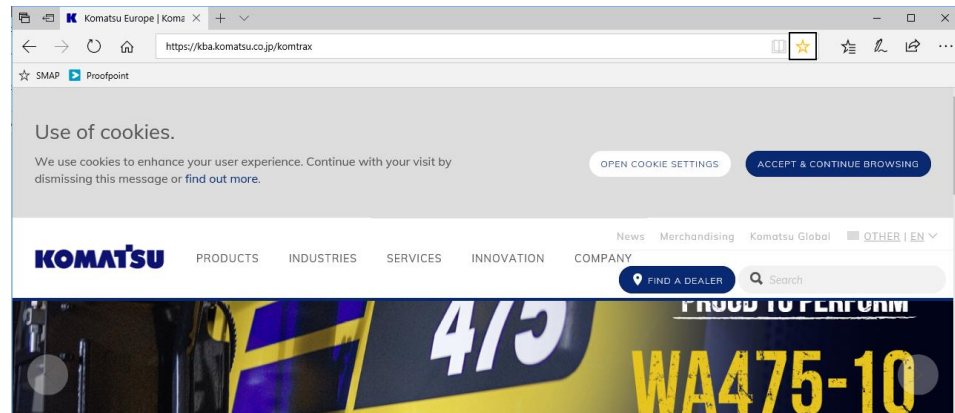 Komatsu Europe | Koma
https://kba.komatsu.co.jp/komtrax
SMAP Proofpoint
Use of cookies.
We use cookies to enhance your user experience. Continue with your visit by
dismissing this message or find out more.
OPEN COOKIE SETTINGS ACCEPT & CONTINUE BROWSING
News Merchandising Komatsu Global OTHER | EN
KOMATSU PRODUCTS INDUSTRIES SERVICES INNOVATION COMPANY
FIND A DEALER Search
475
PROUD TO PERFORM
WA475-10